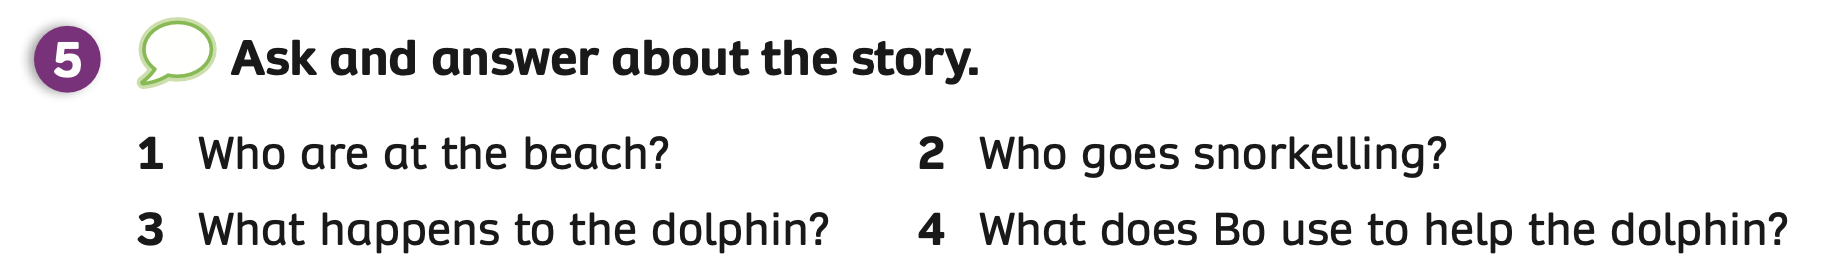 5 Ask and answer about the story.
1 Who are at the beach? 2 Who goes snorkelling?
3 What happens to the dolphin? 4 What does Bo use to help the dolphin?